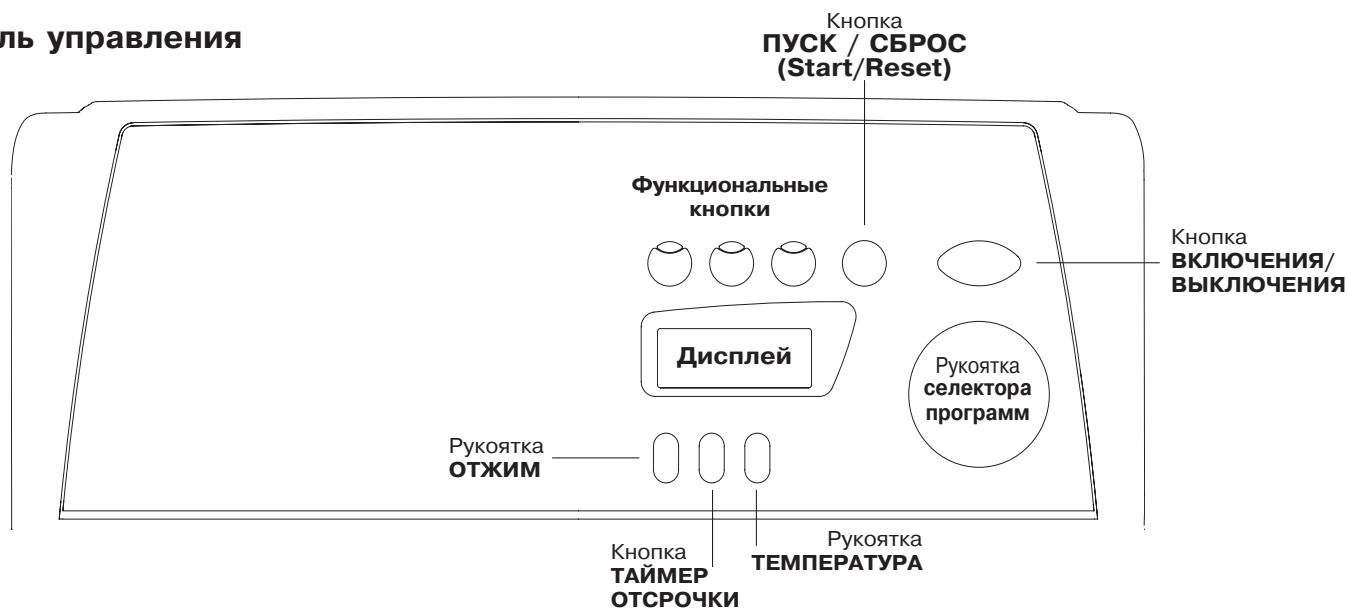 ль управления
Кнопка
ПУСК / СБРОС
(Start/Reset)
Функциональные
кнопки
Кнопка
ВКЛЮЧЕНИЯ/
ВЫКЛЮЧЕНИЯ
Дисплей
Рукоятка
селектора
программ
Рукоятка
ОТЖИМ
Кнопка
ТАЙМЕР
ОТСРОЧКИ
Рукоятка
ТЕМПЕРАТУРА